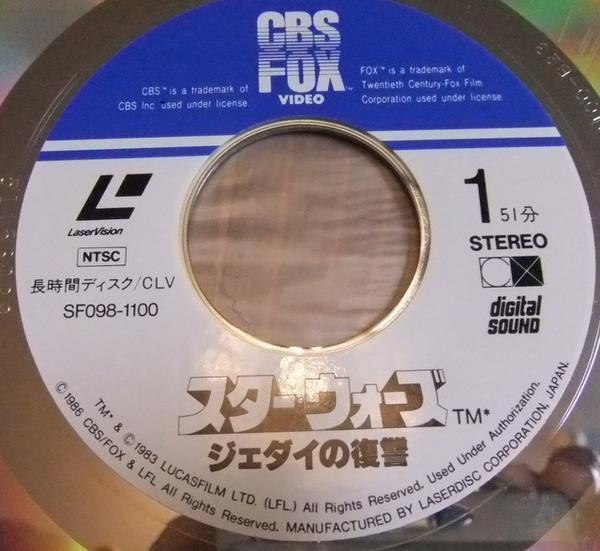 CBS
FOX™
VIDEO
CBS™ is a trademark of
CBS Inc. used under license.
FOX™ is a trademark of
Twentieth Century-Fox Film
Corporation used under license.
LaserVision
NTSC
長時間ディスク/CLV
SF098-1100
1 51分
STEREO
digital
SOUND
スター・ウォーズ TM*
ジェダイの復讐
TM* & ©1983 LUCASFILM LTD. (LFL.) All Rights Reserved. Used Under Authorization.
©1986 CBS/FOX & LFL All Rights Reserved. MANUFACTURED BY LASERDISC CORPORATION, JAPAN.